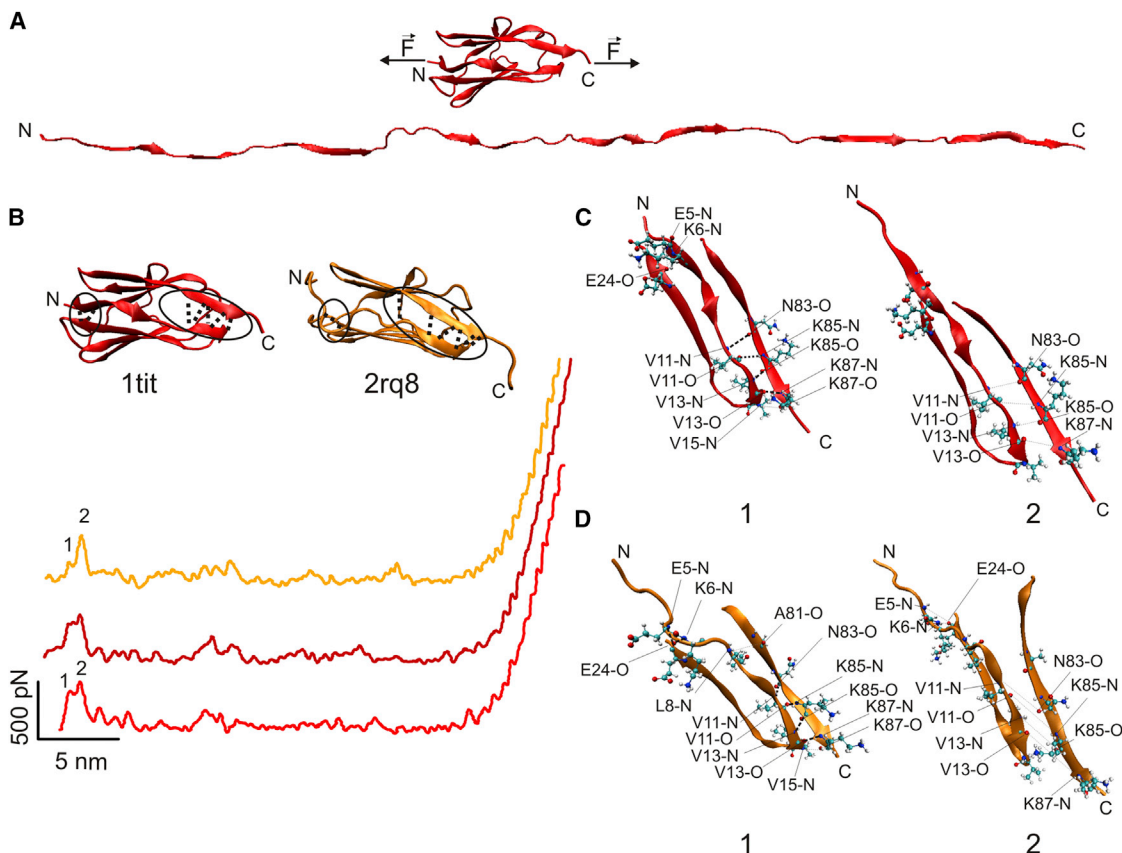 A
F
F
N
C
N
C
B
N
C
1tit
N
C
2rq8
2
1
1
2
500 pN
5 nm
C
N
E5-N
K6-N
E24-O
N83-O
K85-N
K85-O
V11-N
K87-N
V11-O
K87-O
V13-N
V13-O
V15-N
C
1
N
N83-O
K85-N
V11-N
V11-O
K85-O
V13-N
K87-N
V13-O
C
2
D
N
E5-N
K6-N
A81-O
N83-O
E24-O
K85-N
K85-O
L8-N
K87-N
V11-N
K87-O
V11-O
V13-N
V13-O
C
V15-N
1
N
E24-O
E5-N
K6-N
N83-O
K85-N
V11-N
V11-O
K85-O
V13-N
V13-O
K87-N
C
2